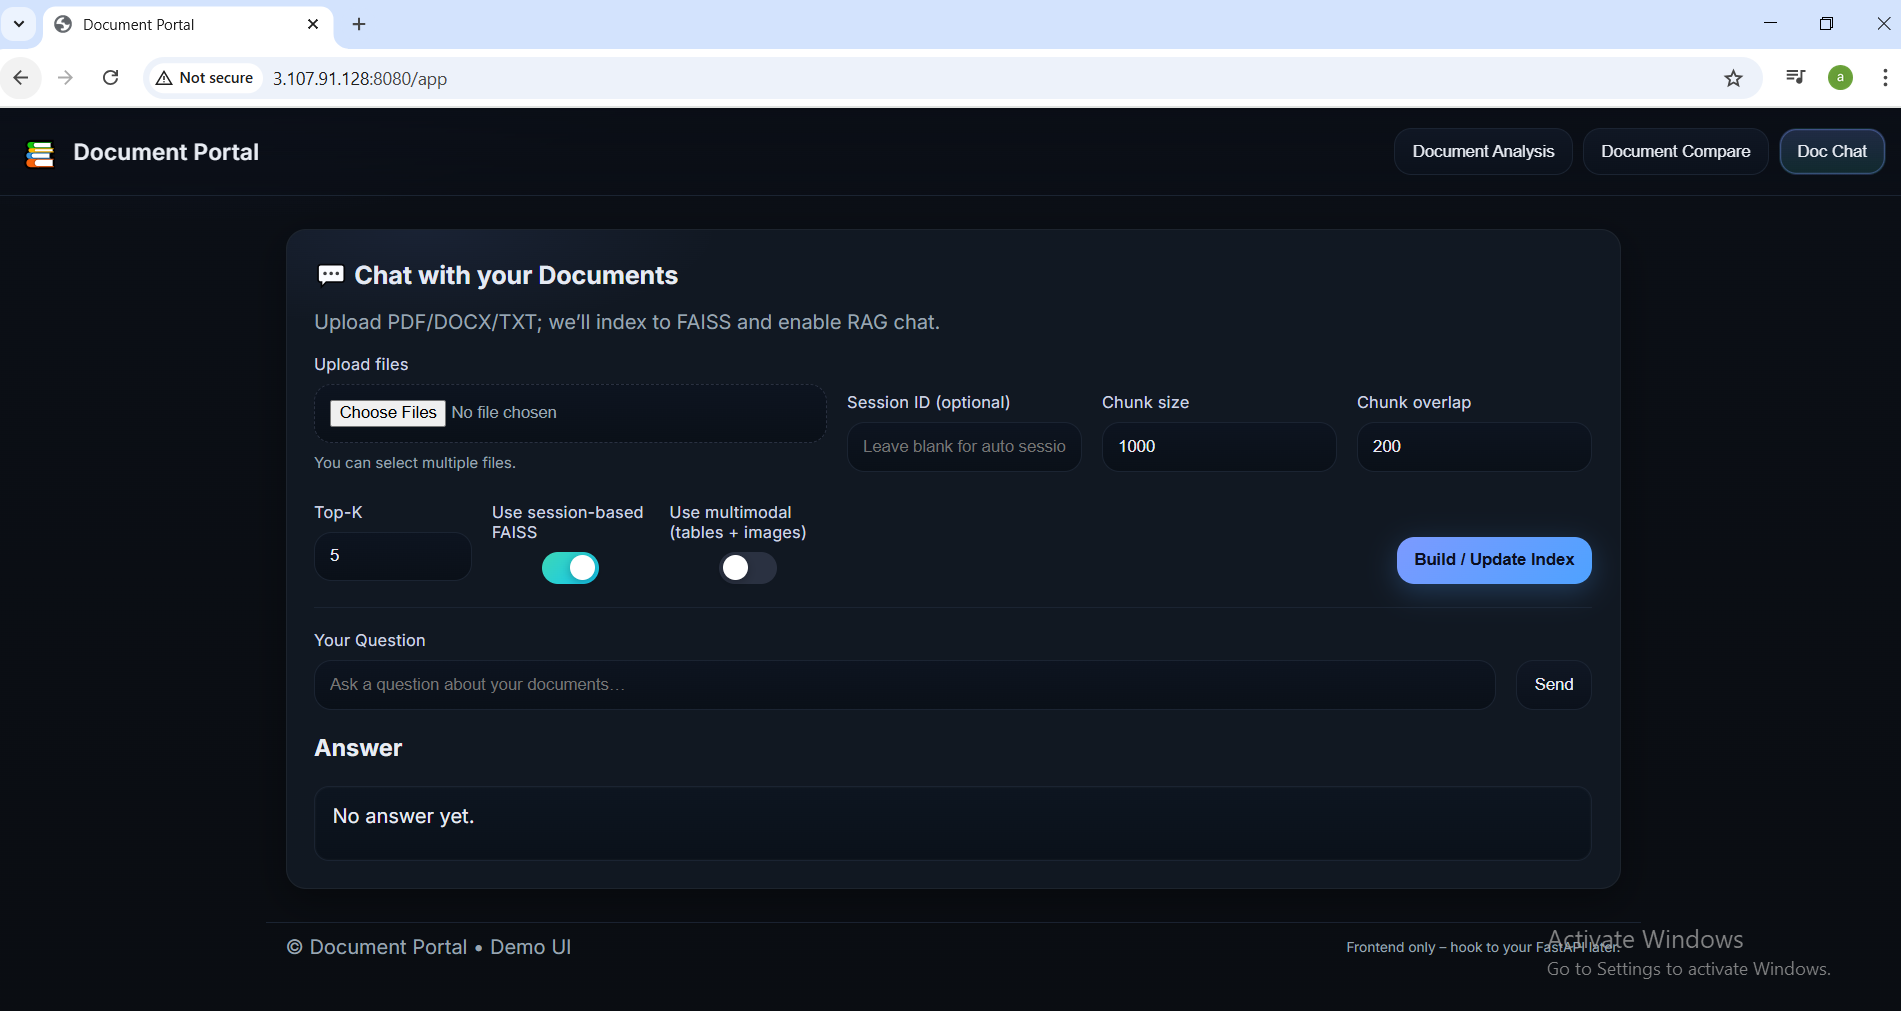 Document Portal
Not secure
3.107.91.128:8080/app
a
Document Portal
Document Analysis
Document Compare
Doc Chat
Chat with your Documents
Upload PDF/DOCX/TXT; we’ll index to FAISS and enable RAG chat.
Upload files
Choose Files No file chosen
You can select multiple files.
Session ID (optional)
Leave blank for auto sessio
Chunk size
1000
Chunk overlap
200
Top-K
5
Use session-based
FAISS
Use multimodal
(tables + images)
Build / Update Index
Your Question
Ask a question about your documents…
Send
Answer
No answer yet.
© Document Portal • Demo UI
Frontend only – hook to your FastAPI later.
Activate Windows
Go to Settings to activate Windows.